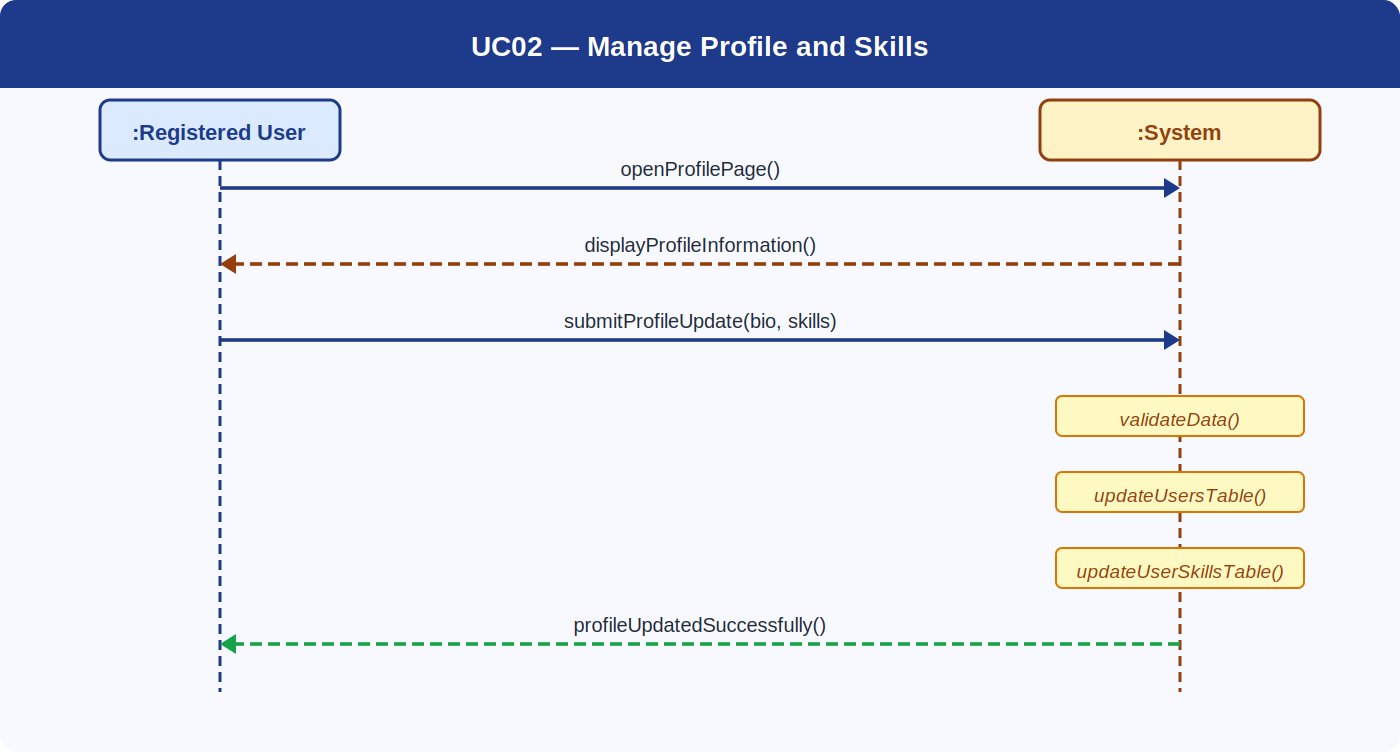 UC02 — Manage Profile and Skills
:Registered User
:System
openProfilePage()
displayProfileInformation()
submitProfileUpdate(bio, skills)
validateData()
updateUsersTable()
updateUserSkillsTable()
profileUpdatedSuccessfully()